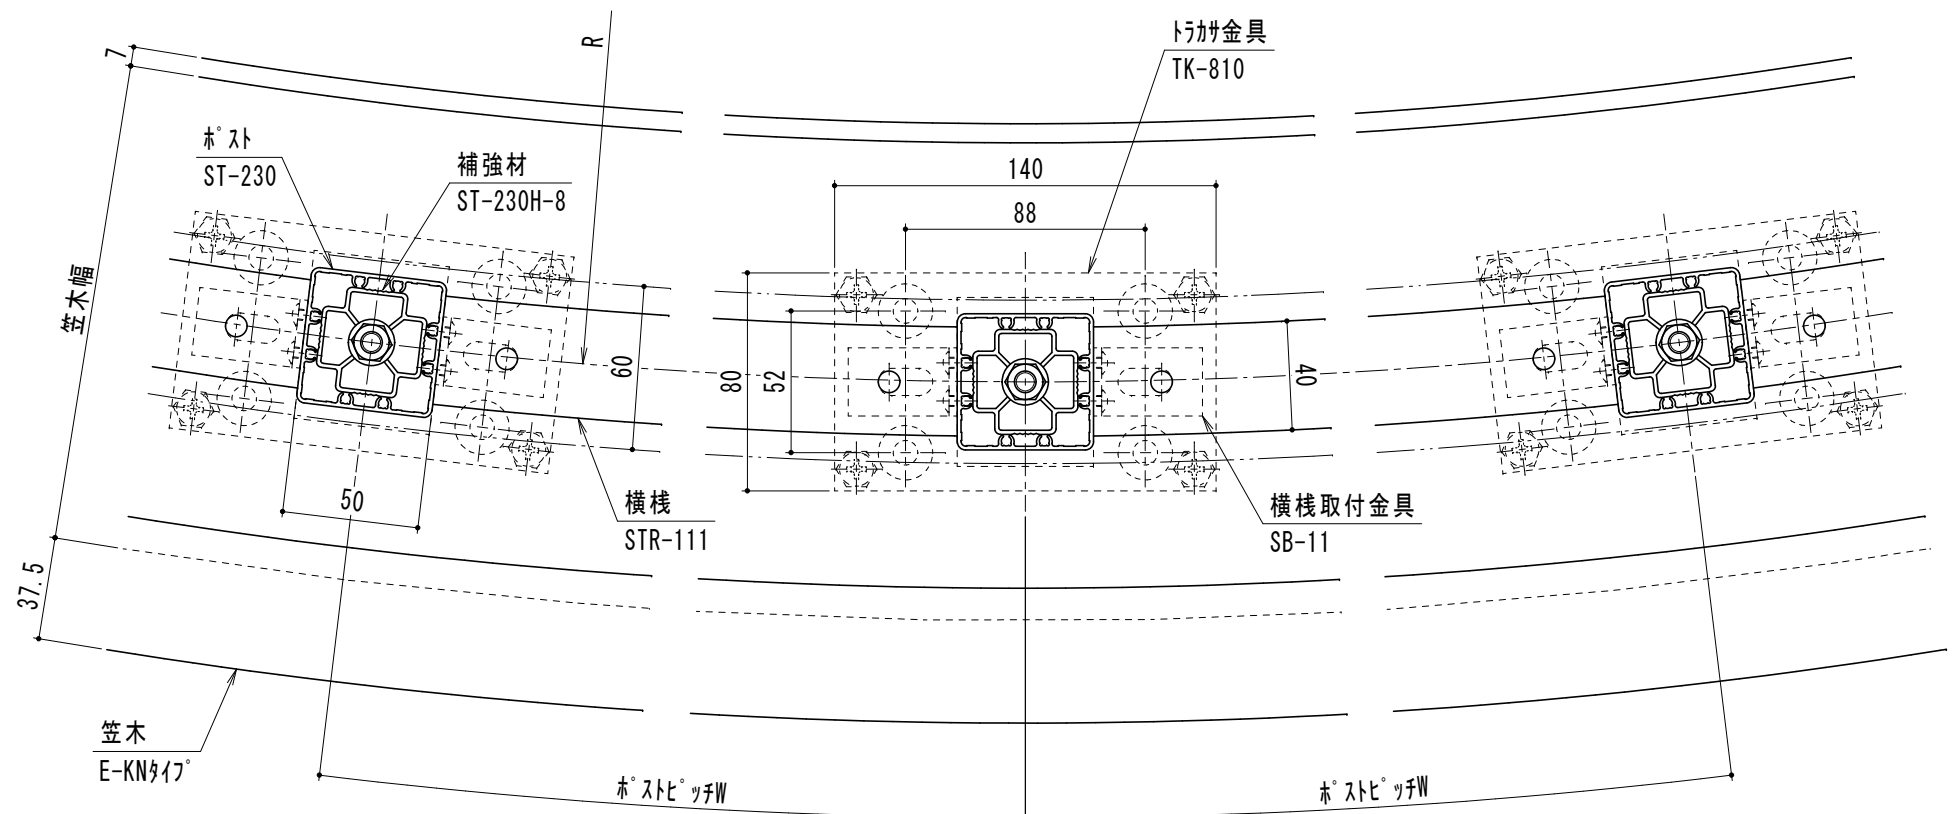 7
R
トラカサ金具
TK-810
ポスト
ST-230
補強材
ST-230H-8
140
88
笠木幅
60
80
52
40
50
横桟
STR-111
横桟取付金具
SB-11
37.5
笠木
E-KNタイプ
ポストピッチW
ポストピッチW